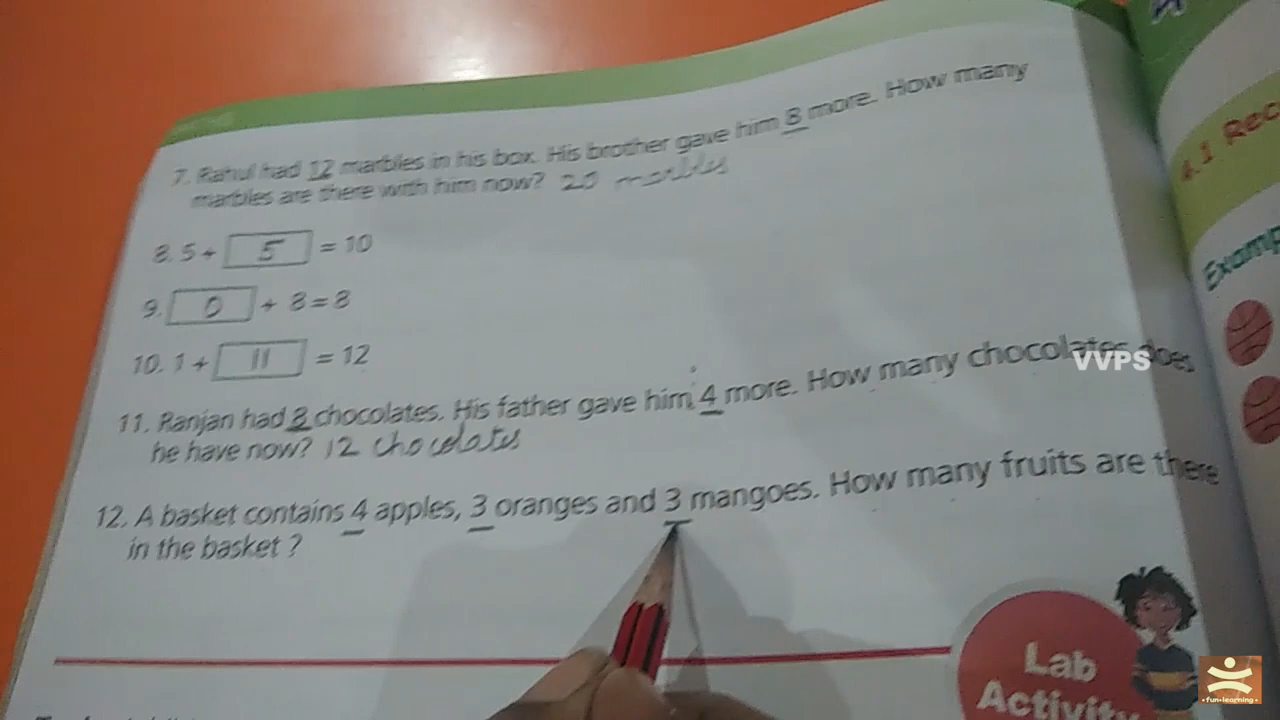 7. Rahul had 12 marbles in his box. His brother gave him 8 more. How many
marbles are there with him now? 20 marbles
8. 5 + 5 = 10
9. 0 + 8 = 8
10. 1 + 11 = 12
11. Ranjan had 8 chocolates. His father gave him 4 more. How many chocolates does
he have now? 12 chocolates
12. A basket contains 4 apples, 3 oranges and 3 mangoes. How many fruits are there
in the basket ?
Lab
Activity
4.1 Rec
Examp
VVPS
fun-learning